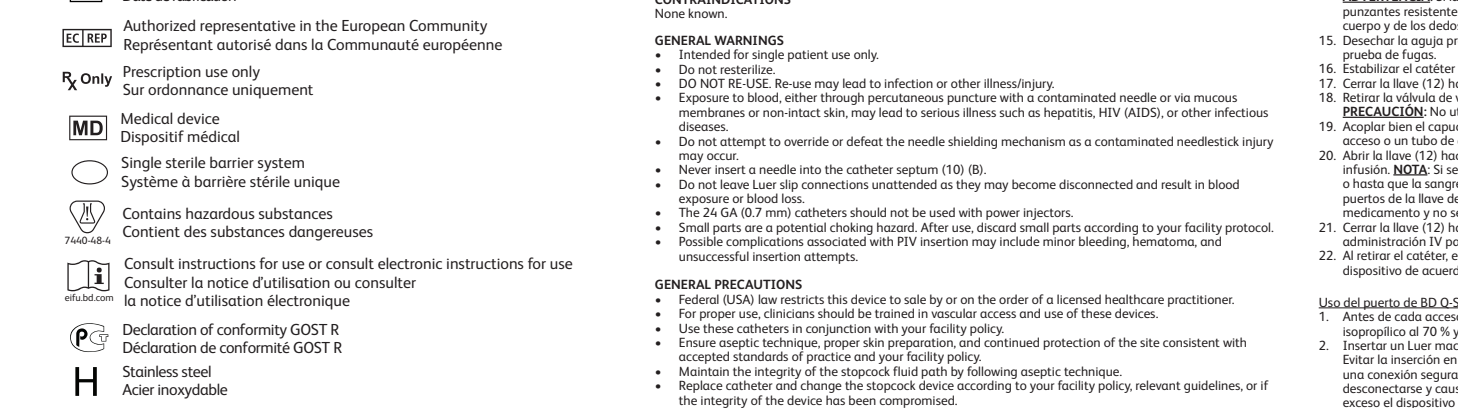 EC REP
Authorized representative in the European Community
Représentant autorisé dans la Communauté européenne
Rx Only
Prescription use only
Sur ordonnance uniquement
MD
Medical device
Dispositif médical
Single sterile barrier system
Système à barrière stérile unique
7440-48-4
Contains hazardous substances
Contient des substances dangereuses
eifu.bd.com
Consult instructions for use or consult electronic instructions for use
Consulter la notice d'utilisation ou consulter
la notice d'utilisation électronique
Declaration of conformity GOST R
Déclaration de conformité GOST R
H
Stainless steel
Acier inoxydable
CONTRAINDICATIONS
None known.
GENERAL WARNINGS
• Intended for single patient use only.
• Do not resterilize.
• DO NOT RE-USE. Re-use may lead to infection or other illness/injury.
• Exposure to blood, either through percutaneous puncture with a contaminated needle or via mucous
membranes or non-intact skin, may lead to serious illness such as hepatitis, HIV (AIDS), or other infectious
diseases.
• Do not attempt to override or defeat the needle shielding mechanism as a contaminated needlestick injury
may occur.
• Never insert a needle into the catheter septum (10) (B).
• Do not leave Luer slip connections unattended as they may become disconnected and result in blood
exposure or blood loss.
• The 24 GA (0.7 mm) catheters should not be used with power injectors.
• Small parts are a potential choking hazard. After use, discard small parts according to your facility protocol.
• Possible complications associated with PIV insertion may include minor bleeding, hematoma, and
unsuccessful insertion attempts.
GENERAL PRECAUTIONS
• Federal (USA) law restricts this device to sale by or on the order of a licensed healthcare practitioner.
• For proper use, clinicians should be trained in vascular access and use of these devices.
• Use these catheters in conjunction with your facility policy.
• Ensure aseptic technique, proper skin preparation, and continued protection of the site consistent with
accepted standards of practice and your facility policy.
• Maintain the integrity of the stopcock fluid path by following aseptic technique.
• Replace catheter and change the stopcock device according to your facility policy, relevant guidelines, or if
the integrity of the device has been compromised.
punzantes resistente
cuerpo y de los dedos
15. Desechar la aguja pr
prueba de fugas.
16. Estabilizar el catéter
17. Cerrar la llave (12) ha
18. Retirar la válvula de v
PRECAUCIÓN: No ut
19. Acoplar bien el capuc
acceso o un tubo de
20. Abrir la llave (12) hac
infusión. NOTA: Si se
o hasta que la sangre
puertos de la llave de
medicamento y no se
21. Cerrar la llave (12) ha
administración IV pa
22. Al retirar el catéter, e
dispositivo de acuerd
Uso del puerto de BD Q-S
1. Antes de cada acceso
isopropílico al 70 % y
2. Insertar un Luer mac
Evitar la inserción en
una conexión segura
desconectarse y caus
exceso el dispositivo